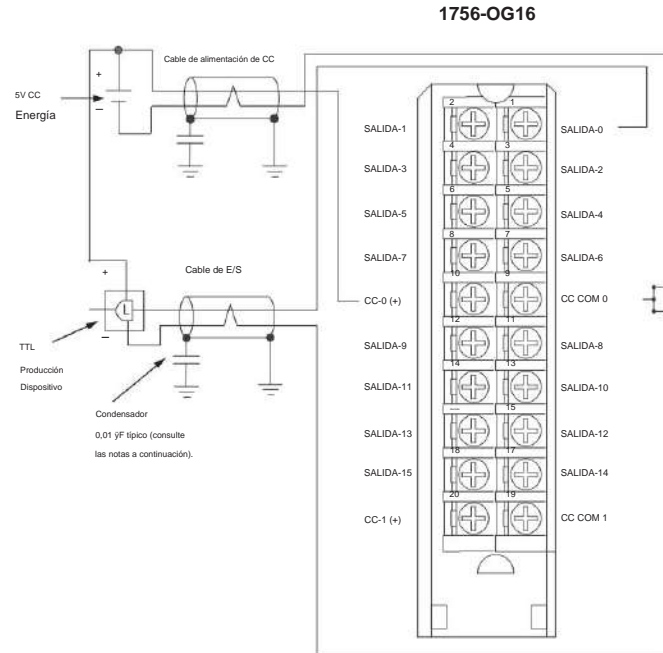 1756-OG16
Cable de alimentación de CC
+
5V CC
Energía
–
2 1
SALIDA-1
SALIDA-0
4 3
SALIDA-3
SALIDA-2
6 5
SALIDA-5
SALIDA-4
8 7
SALIDA-7
SALIDA-6
Cable de E/S
10 9
+
CC-0 (+)
CC COM 0
12 11
–
TTL
SALIDA-9
SALIDA-8
Producción
Dispositivo
14 13
SALIDA-11
SALIDA-10
Condensador
0,01 ÿF típico (consulte
las notas a continuación).
— 15
SALIDA-13
SALIDA-12
18 17
SALIDA-15
SALIDA-14
20 19
CC-1 (+)
CC COM 1